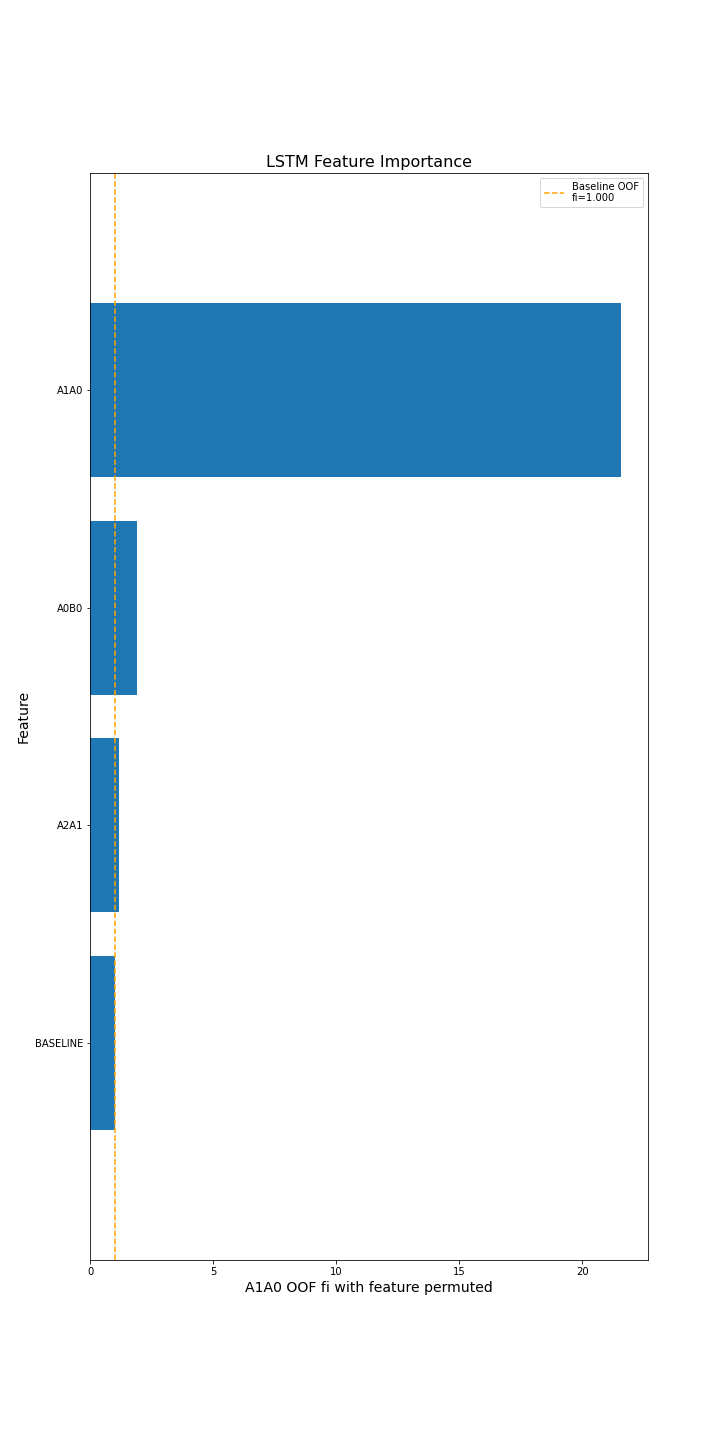 LSTM Feature Importance
Baseline OOF
fi=1.000
A1A0
A0B0
A2A1
BASELINE
Feature
0 5 10 15 20
A1A0 OOF fi with feature permuted